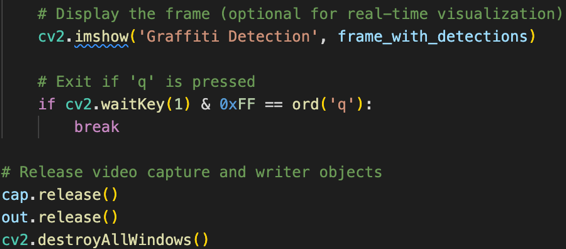 # Display the frame (optional for real-time visualization)
cv2.imshow('Graffiti Detection', frame_with_detections)
# Exit if 'q' is pressed
if cv2.waitKey(1) & 0xFF == ord('q'):
break
# Release video capture and writer objects
cap.release()
out.release()
cv2.destroyAllWindows()